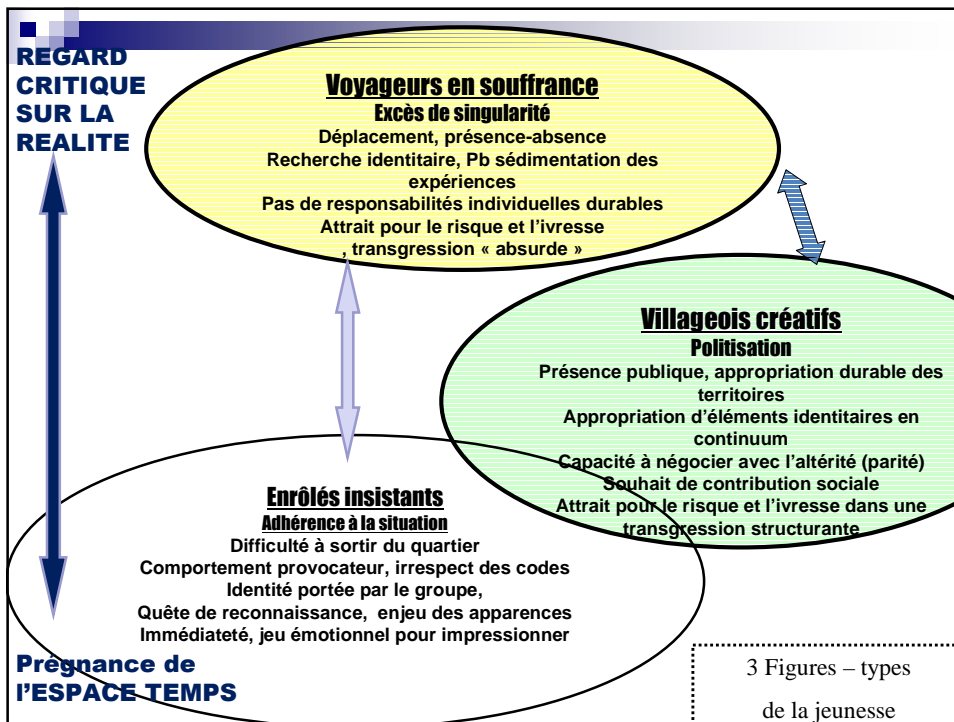 REGARD
CRITIQUE
SUR LA
REALITE
Voyageurs en souffrance
Excès de singularité
Déplacement, présence-absence
Recherche identitaire, Pb sédimentation des
expériences
Pas de responsabilités individuelles durables
Attrait pour le risque et l'ivresse
, transgression « absurde »
Villageois créatifs
Politisation
Présence publique, appropriation durable des
territoires
Appropriation d'éléments identitaires en
continuum
Capacité à négocier avec l'altérité (parité)
Souhait de contribution sociale
Attrait pour le risque et l'ivresse dans une
transgression structurante
Enrôlés insistants
Adhérence à la situation
Difficulté à sortir du quartier
Comportement provocateur, irrespect des codes
Identité portée par le groupe,
Quête de reconnaissance, enjeu des apparences
Immédiateté, jeu émotionnel pour impressionner
Prégnance de
l'ESPACE TEMPS
3 Figures – types
de la jeunesse